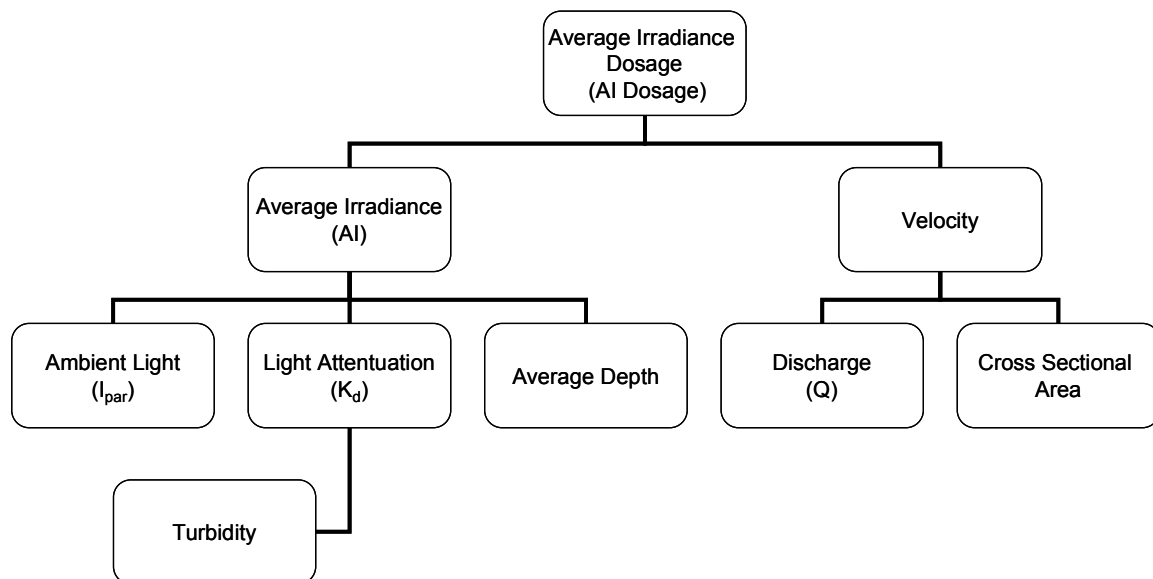 Average Irradiance
Dosage
(AI Dosage)
Average Irradiance
(AI)
Velocity
Ambient Light
(Ipar)
Light Attentuation
(Kd)
Average Depth
Discharge
(Q)
Cross Sectional
Area
Turbidity